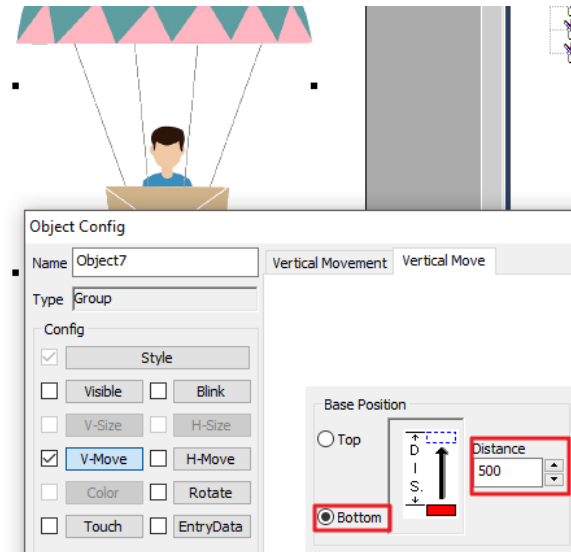 Object Config
Name Object7
Type Group
Config
Style
Visible Blink
V-Size H-Size
V-Move H-Move
Color Rotate
Touch EntryData
Vertical Movement Vertical Move
Base Position
Top
Bottom
D
I
S.
Distance
500